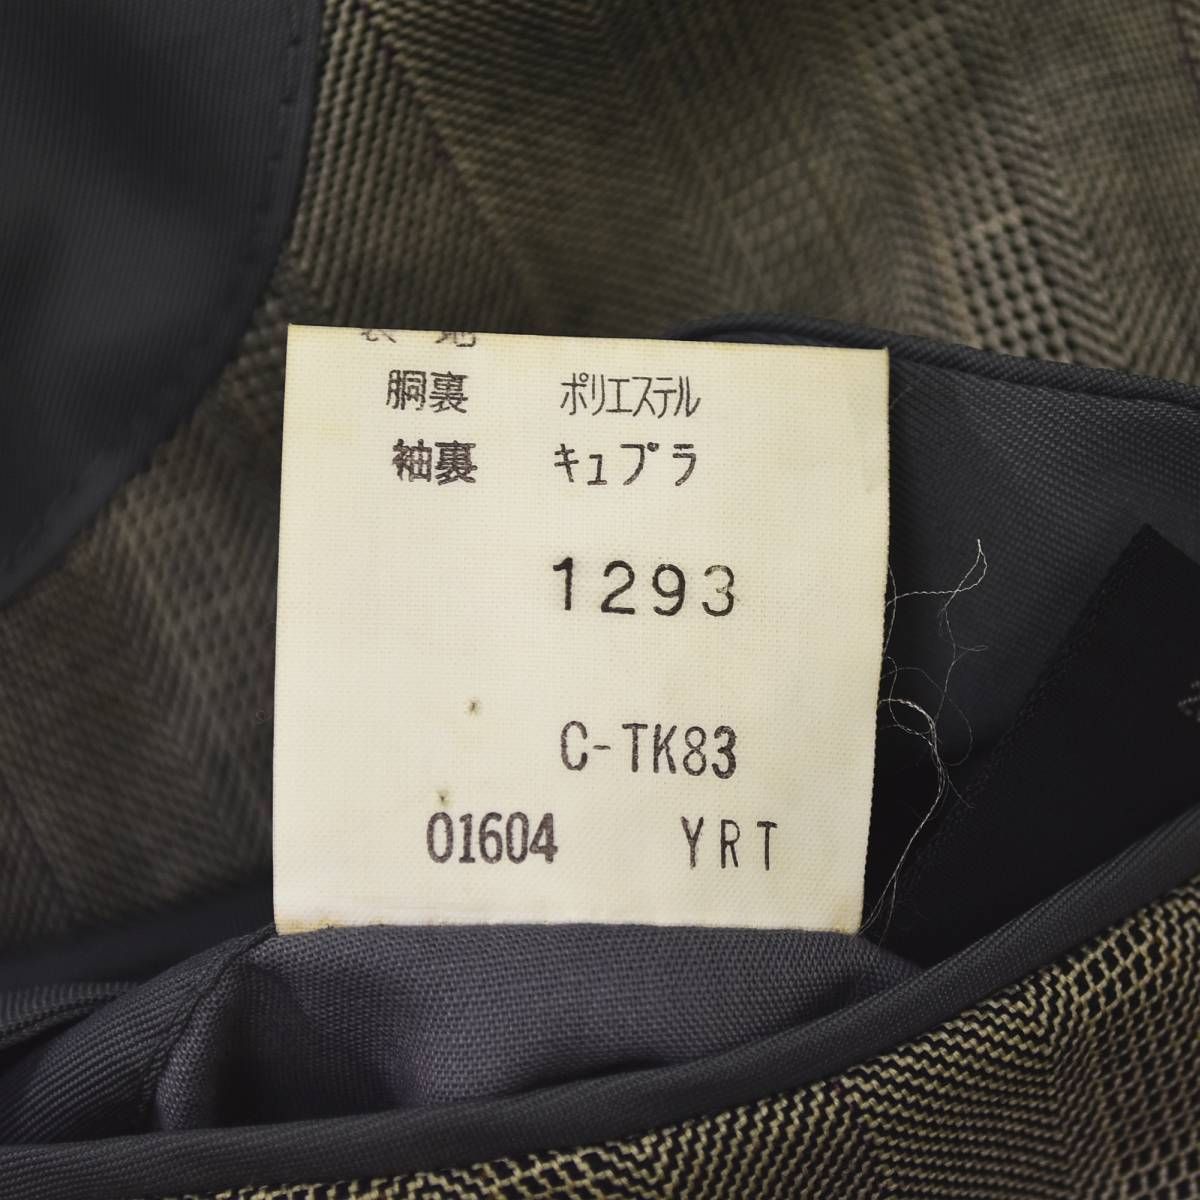 胴裏 ポリエステル
袖裏 キュプラ
1293
C-TK83
01604 YRT